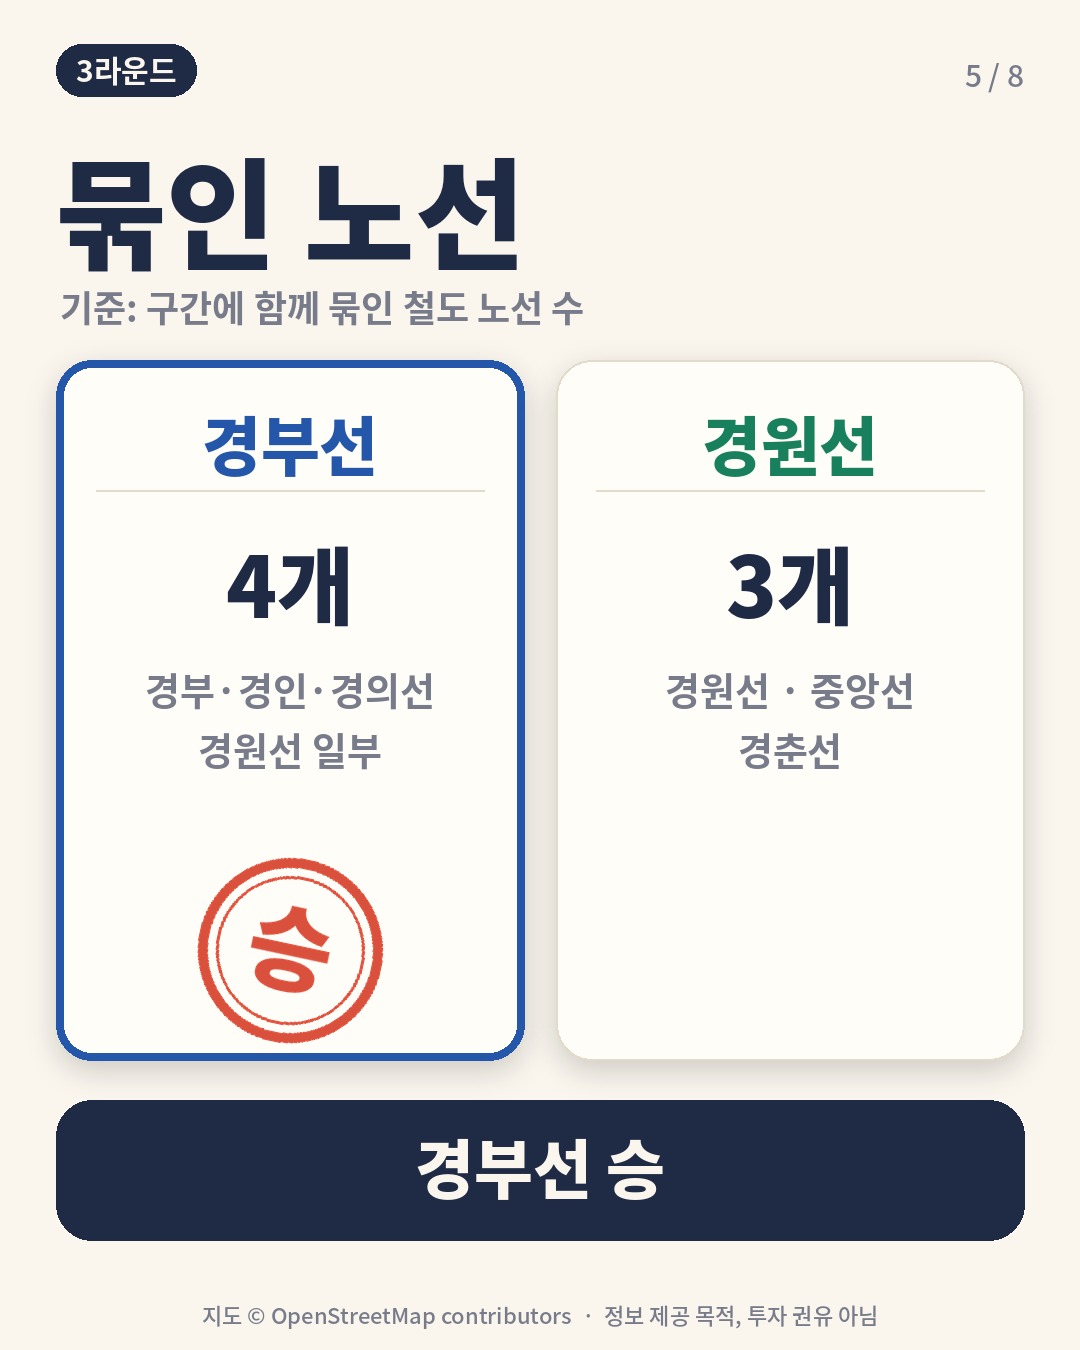 3라운드
5 / 8
묶인 노선
기준: 구간에 함께 묶인 철도 노선 수
경부선
4개
경부·경인·경의선
경원선 일부
승
경원선
3개
경원선 · 중앙선
경춘선
경부선 승
지도 © OpenStreetMap contributors · 정보 제공 목적, 투자 권유 아님